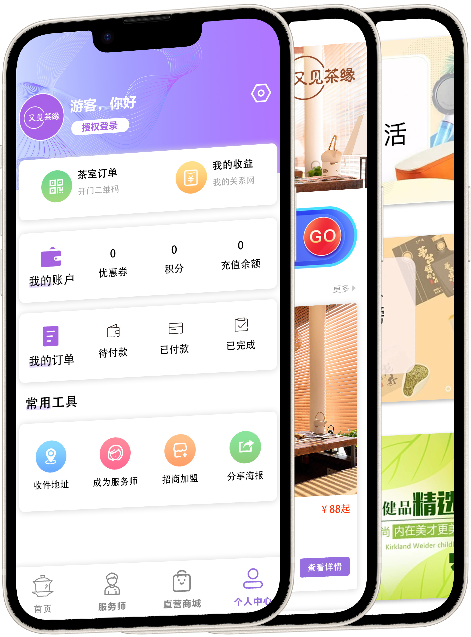 又见茶缘
游客
你好
授权登录
茶室订单
开门二维码
我的收益
我的关系网
我的账户
0
优惠券
0
积分
0
充值余额
我的订单
待付款
已付款
已完成
常用工具
收件地址
成为服务师
招商加盟
分享海报
首页
服务师
直营商城
个人中心
又见茶缘
GO
更多
¥88起
查看详情
活
健品精选
尚 内在美才更美
Kirkland Weider child